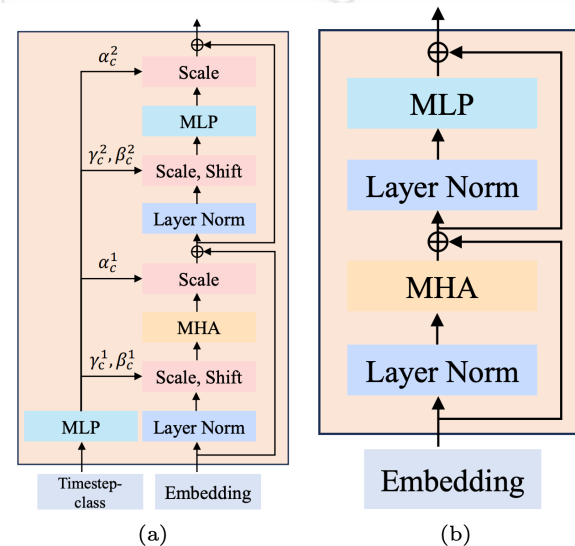 α_c^2
Scale
MLP
γ_c^2, β_c^2
Scale, Shift
Layer Norm
α_c^1
Scale
MHA
γ_c^1, β_c^1
Scale, Shift
MLP
Layer Norm
Timestep-
class
Embedding
(a)
MLP
Layer Norm
MHA
Layer Norm
Embedding
(b)